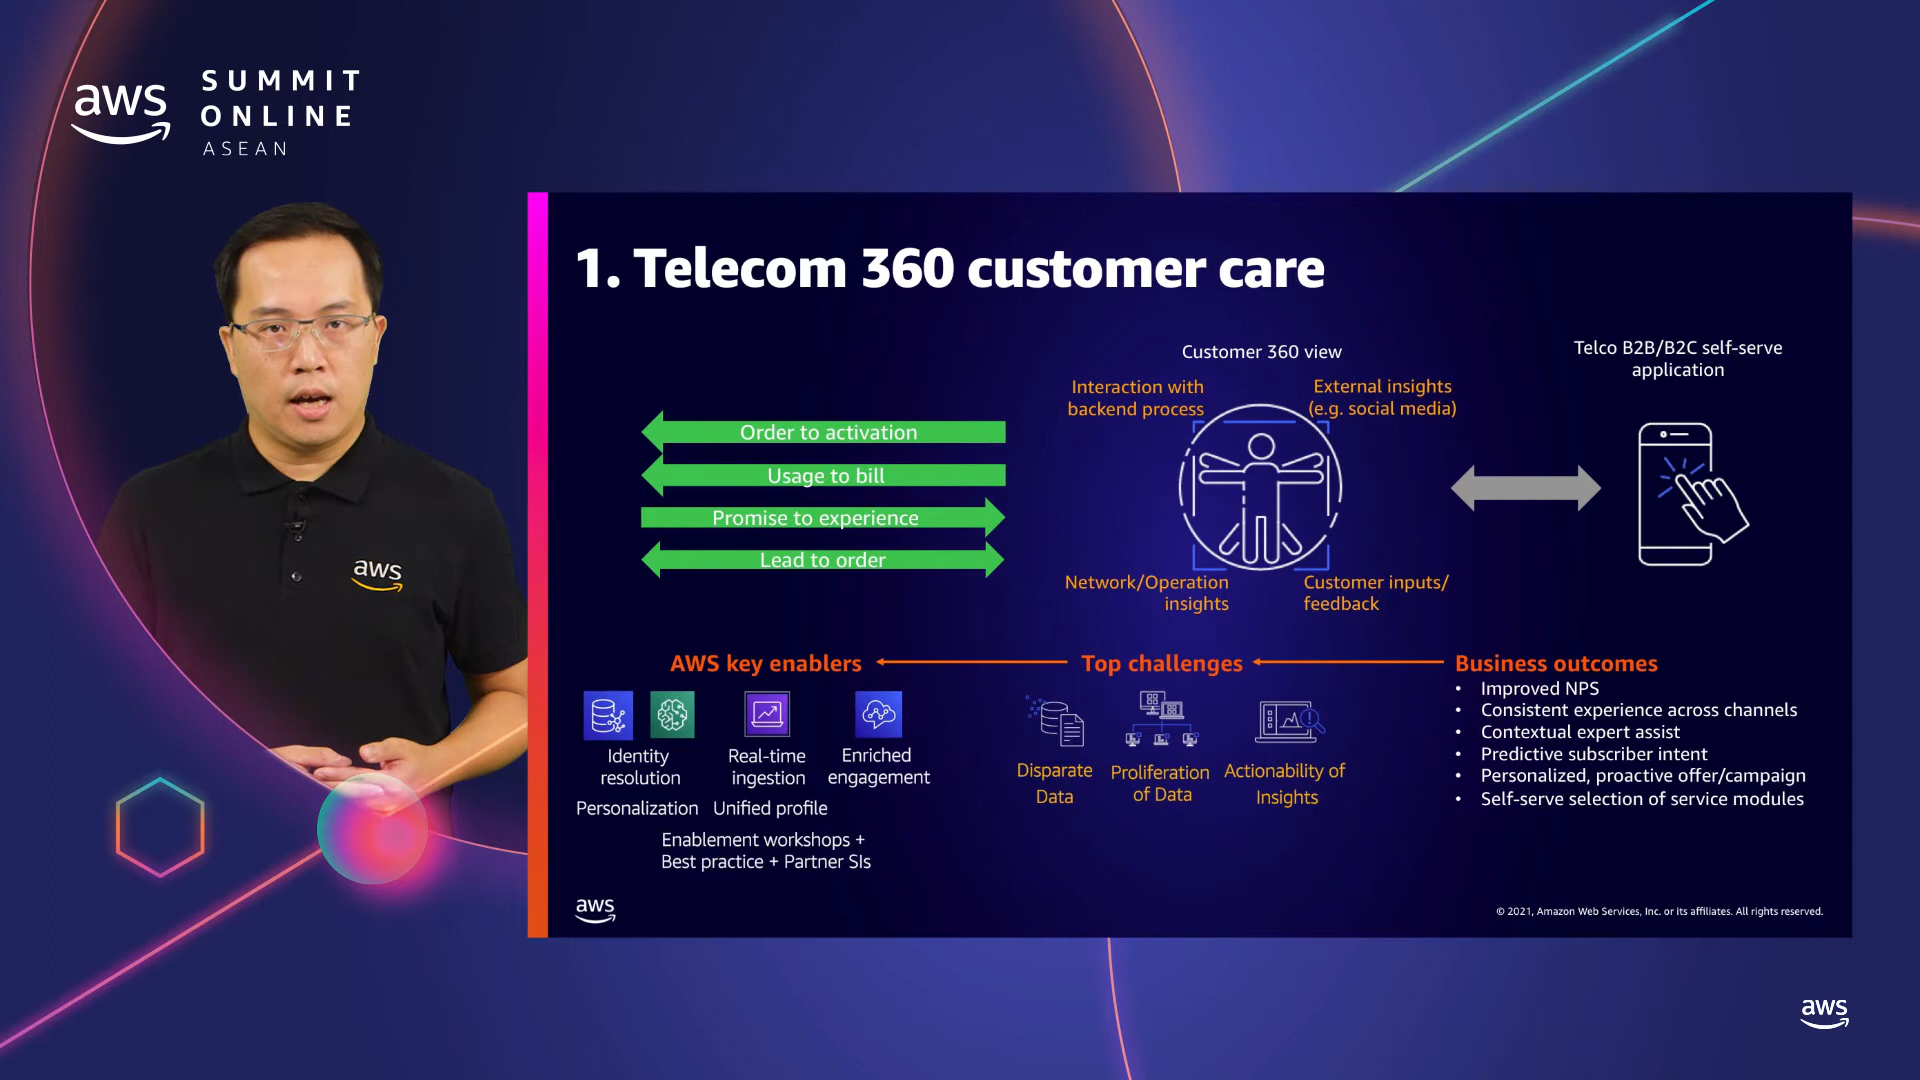 aws
SUMMIT
ONLINE
ASEAN
aws
1. Telecom 360 customer care
Order to activation
Usage to bill
Promise to experience
Lead to order
Customer 360 view
Interaction with
backend process
External insights
(e.g. social media)
Network/Operation
insights
Customer inputs/
feedback
Telco B2B/B2C self-serve
application
AWS key enablers
Identity
resolution
Real-time
ingestion
Enriched
engagement
Personalization
Unified profile
Enablement workshops +
Best practice + Partner SIs
Top challenges
Disparate
Data
Proliferation
of Data
Actionability of
Insights
Business outcomes
• Improved NPS
• Consistent experience across channels
• Contextual expert assist
• Predictive subscriber intent
• Personalized, proactive offer/campaign
• Self-serve selection of service modules
aws
© 2021, Amazon Web Services, Inc. or its affiliates. All rights reserved.
aws